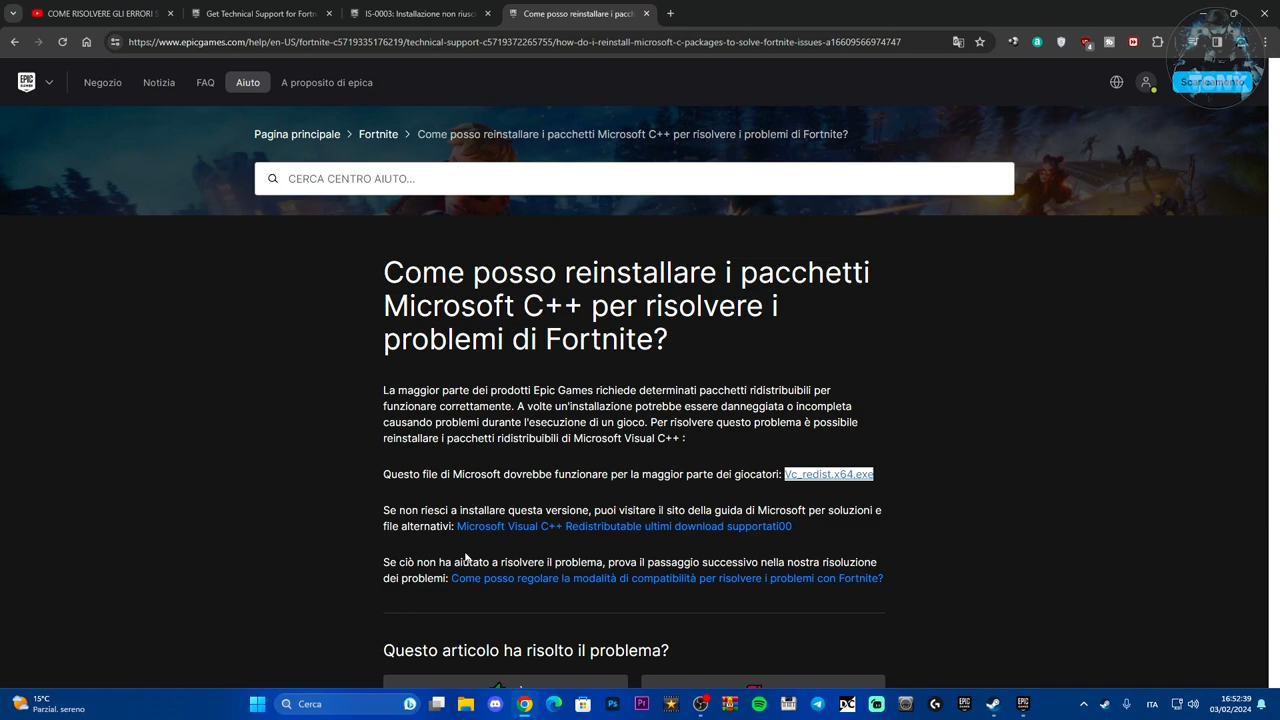 COME RISOLVERE GLI ERRORI S
Get Technical Support for Fortn
IS-0003: Installazione non riusc
Come posso reinstallare i pacch
https://www.epicgames.com/help/en-US/fortnite-c5719335176219/technical-support-c5719372265755/how-do-i-reinstall-microsoft-c-packages-to-solve-fortnite-issues-a16609566974747
EPIC GAMES
Negozio
Notizia
FAQ
Aiuto
A proposito di epica
TONY
Pagina principale > Fortnite > Come posso reinstallare i pacchetti Microsoft C++ per risolvere i problemi di Fortnite?
CERCA CENTRO AIUTO...
Come posso reinstallare i pacchetti
Microsoft C++ per risolvere i
problemi di Fortnite?
La maggior parte dei prodotti Epic Games richiede determinati pacchetti ridistribuibili per
funzionare correttamente. A volte un'installazione potrebbe essere danneggiata o incompleta
causando problemi durante l'esecuzione di un gioco. Per risolvere questo problema è possibile
reinstallare i pacchetti ridistribuibili di Microsoft Visual C++ :
Questo file di Microsoft dovrebbe funzionare per la maggior parte dei giocatori: Vc_redist.x64.exe
Se non riesci a installare questa versione, puoi visitare il sito della guida di Microsoft per soluzioni e
file alternativi: Microsoft Visual C++ Redistributable ultimi download supportati00
Se ciò non ha aiutato a risolvere il problema, prova il passaggio successivo nella nostra risoluzione
dei problemi: Come posso regolare la modalità di compatibilità per risolvere i problemi con Fortnite?
Questo articolo ha risolto il problema?
15°C
Parzial. sereno
Cerca
ITA
16:52:39
03/02/2024